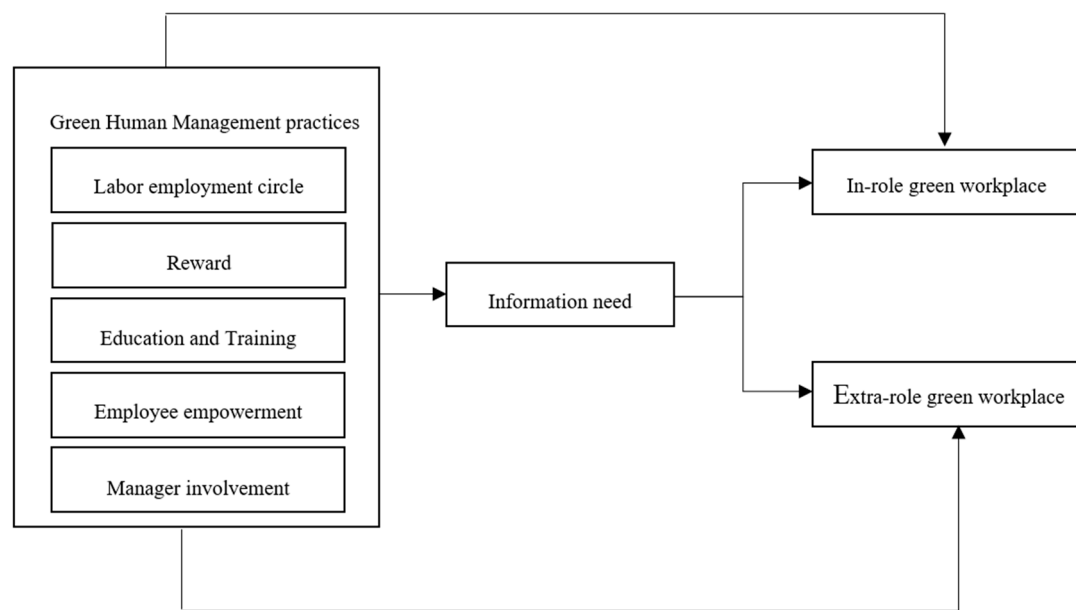 Green Human Management practices
Labor employment circle
Reward
Education and Training
Employee empowerment
Manager involvement
Information need
In-role green workplace
Extra-role green workplace